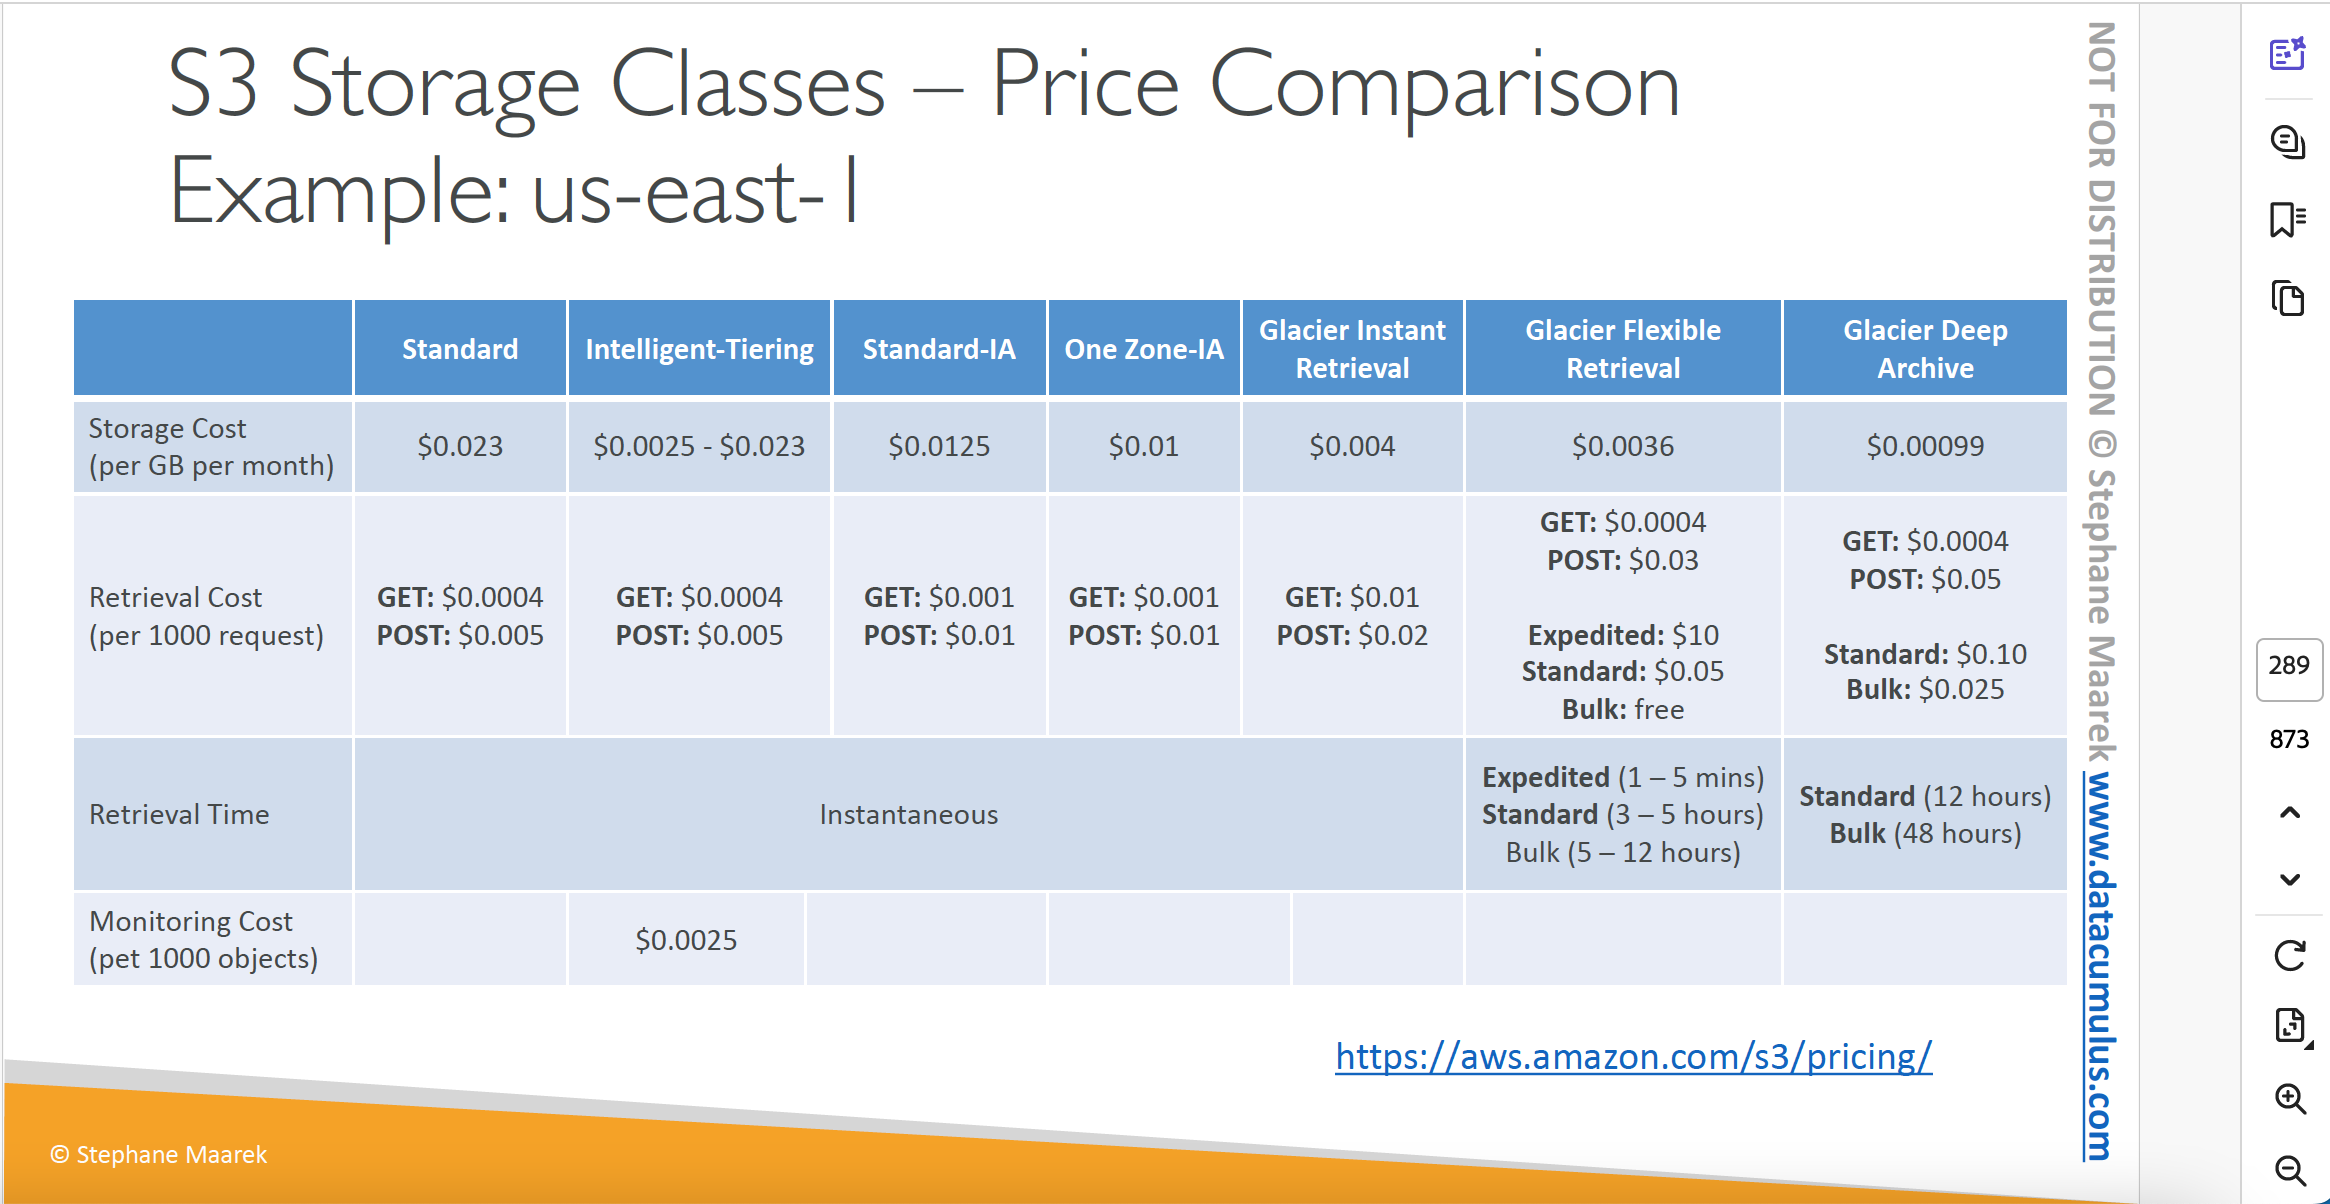 S3 Storage Classes – Price Comparison
Example: us-east-1
Standard
Intelligent-Tiering
Standard-IA
One Zone-IA
Glacier Instant
Retrieval
Glacier Flexible
Retrieval
Glacier Deep
Archive
Storage Cost
(per GB per month)
$0.023
$0.0025 - $0.023
$0.0125
$0.01
$0.004
$0.0036
$0.00099
Retrieval Cost
(per 1000 request)
GET: $0.0004
POST: $0.005
GET: $0.0004
POST: $0.005
GET: $0.001
POST: $0.01
GET: $0.001
POST: $0.01
GET: $0.01
POST: $0.02
GET: $0.0004
POST: $0.03
Expedited: $10
Standard: $0.05
Bulk: free
GET: $0.0004
POST: $0.05
Standard: $0.10
Bulk: $0.025
Retrieval Time
Instantaneous
Expedited (1 – 5 mins)
Standard (3 – 5 hours)
Bulk (5 – 12 hours)
Standard (12 hours)
Bulk (48 hours)
Monitoring Cost
(pet 1000 objects)
$0.0025
https://aws.amazon.com/s3/pricing/
© Stephane Maarek
NOT FOR DISTRIBUTION © Stephane Maarek www.datacumulus.com
289
873